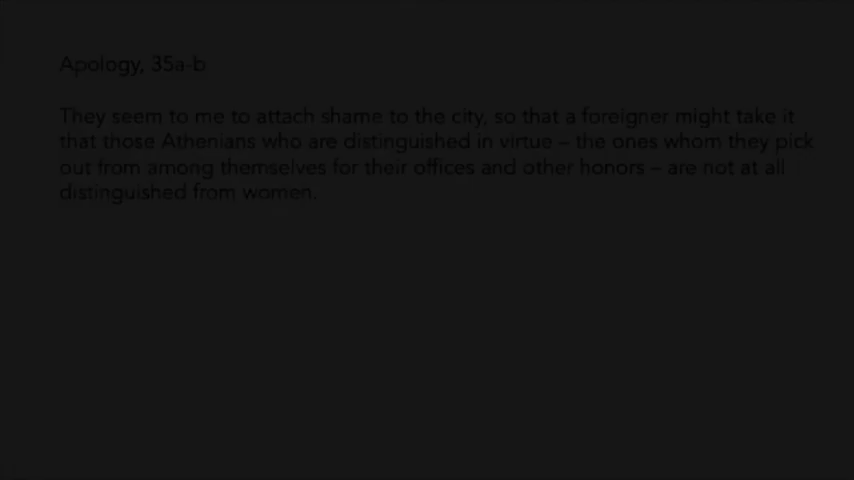 Apology, 35a-b
They seem to me to attach shame to the city, so that a foreigner might take it
that those Athenians who are distinguished in virtue – the ones whom they pick
out from among themselves for their offices and other honors – are not at all
distinguished from women.